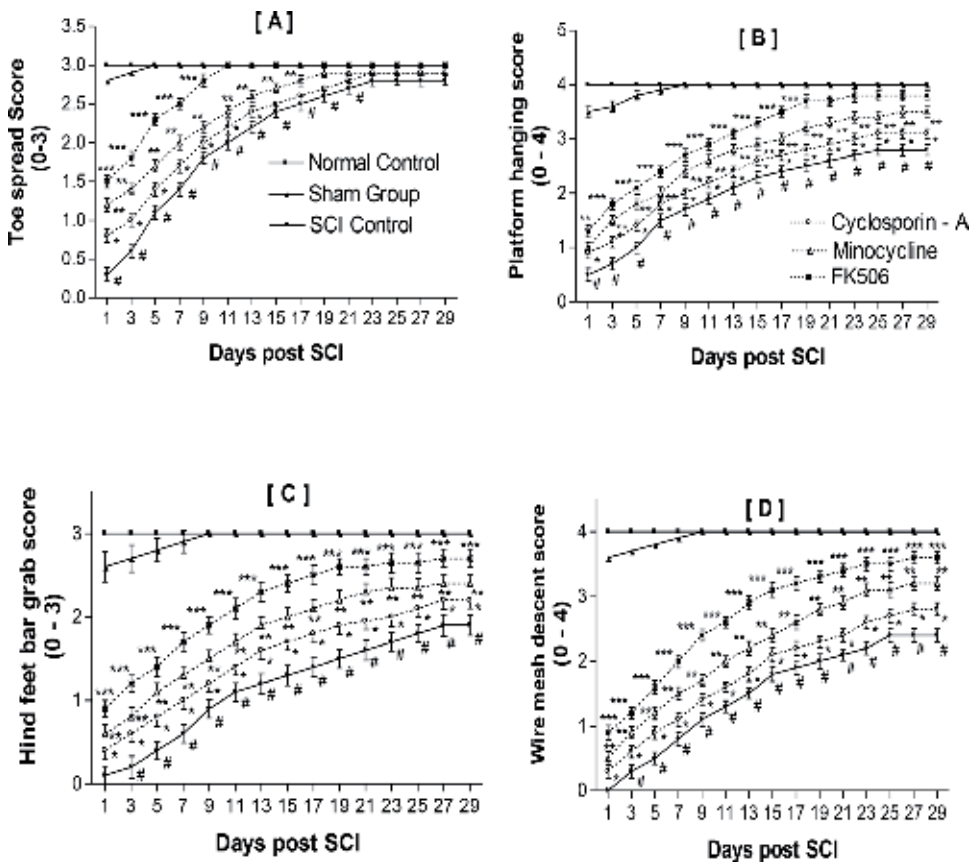 [ A ]
Toe spread Score
(0-3)
3.0
2.5
2.0
1.5
1.0
0.5
0.0
Normal Control
Sham Group
SCI Control
1 3 5 7 9 11 13 15 17 19 21 23 25 27 29
Days post SCI
[ B ]
Platform hanging score
(0 - 4)
4
3
2
1
0
Cyclosporin - A
Minocycline
FK506
1 3 5 7 9 11 13 15 17 19 21 23 25 27 29
Days post SCI
[ C ]
Hind feet bar grab score
(0 - 3)
3
2
1
0
1 3 5 7 9 11 13 15 17 19 21 23 25 27 29
Days post SCI
[ D ]
Wire mesh descent score
(0 - 4)
4
3
2
1
0
1 3 5 7 9 11 13 15 17 19 21 23 25 27 29
Days post SCI